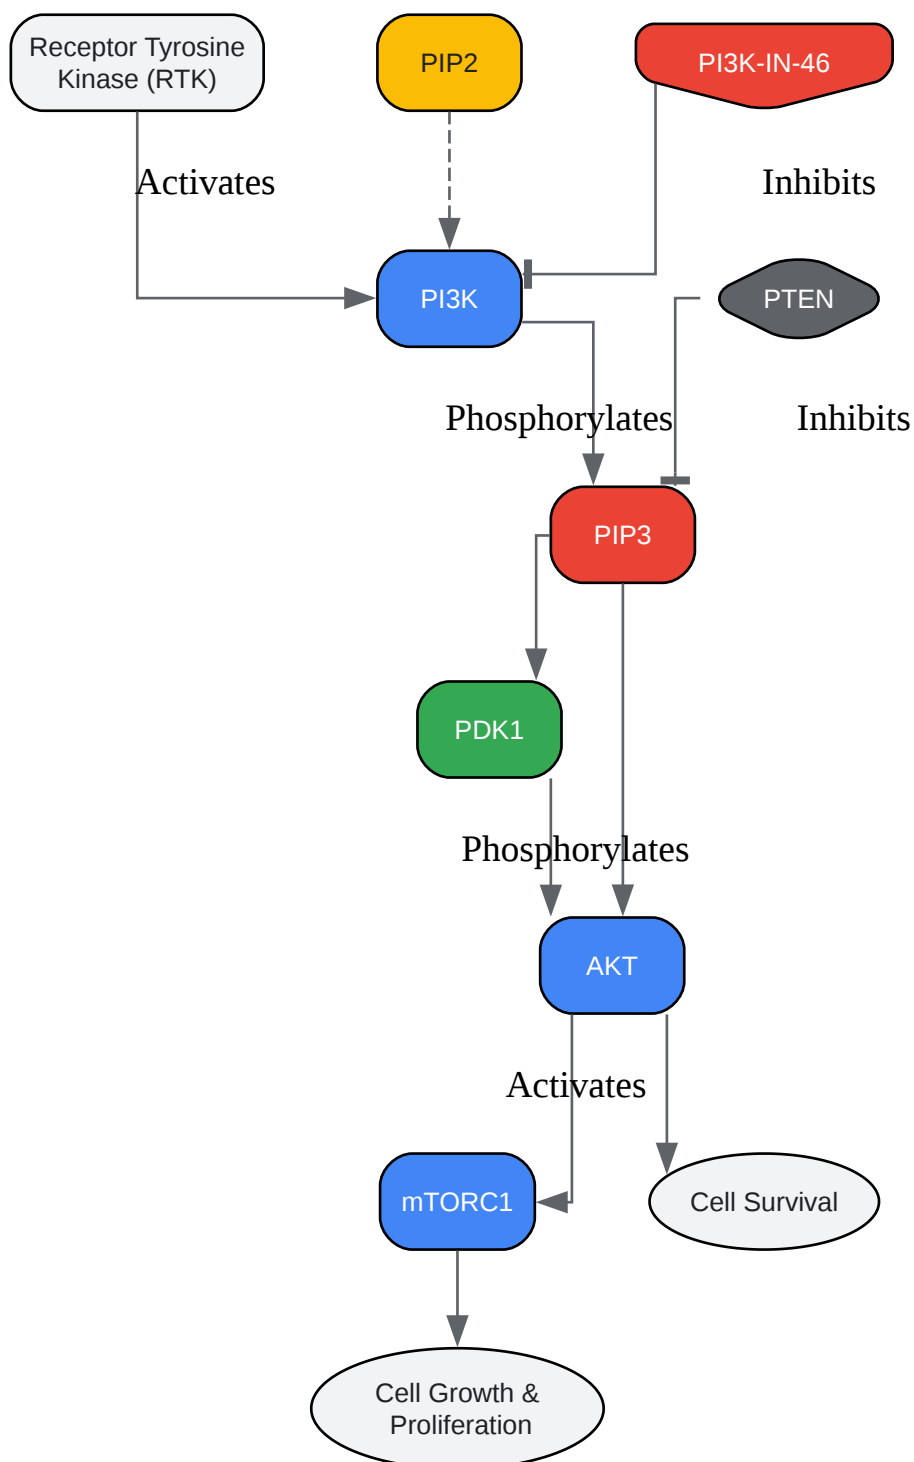 Receptor Tyrosine
Kinase (RTK)
PIP2
PI3K-IN-46
Activates
Inhibits
PI3K
PTEN
Phosphorylates
Inhibits
PIP3
PDK1
Phosphorylates
AKT
Activates
mTORC1
Cell Survival
Cell Growth &
Proliferation